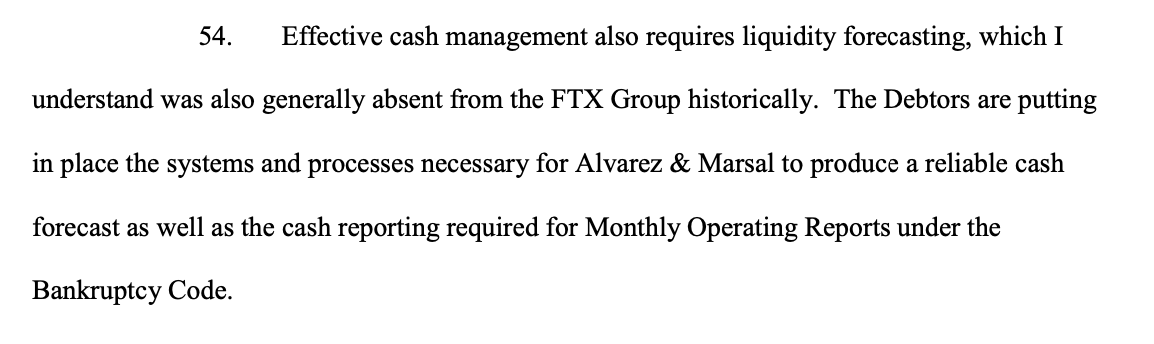 54. Effective cash management also requires liquidity forecasting, which I
understand was also generally absent from the FTX Group historically. The Debtors are putting
in place the systems and processes necessary for Alvarez & Marsal to produce a reliable cash
forecast as well as the cash reporting required for Monthly Operating Reports under the
Bankruptcy Code.